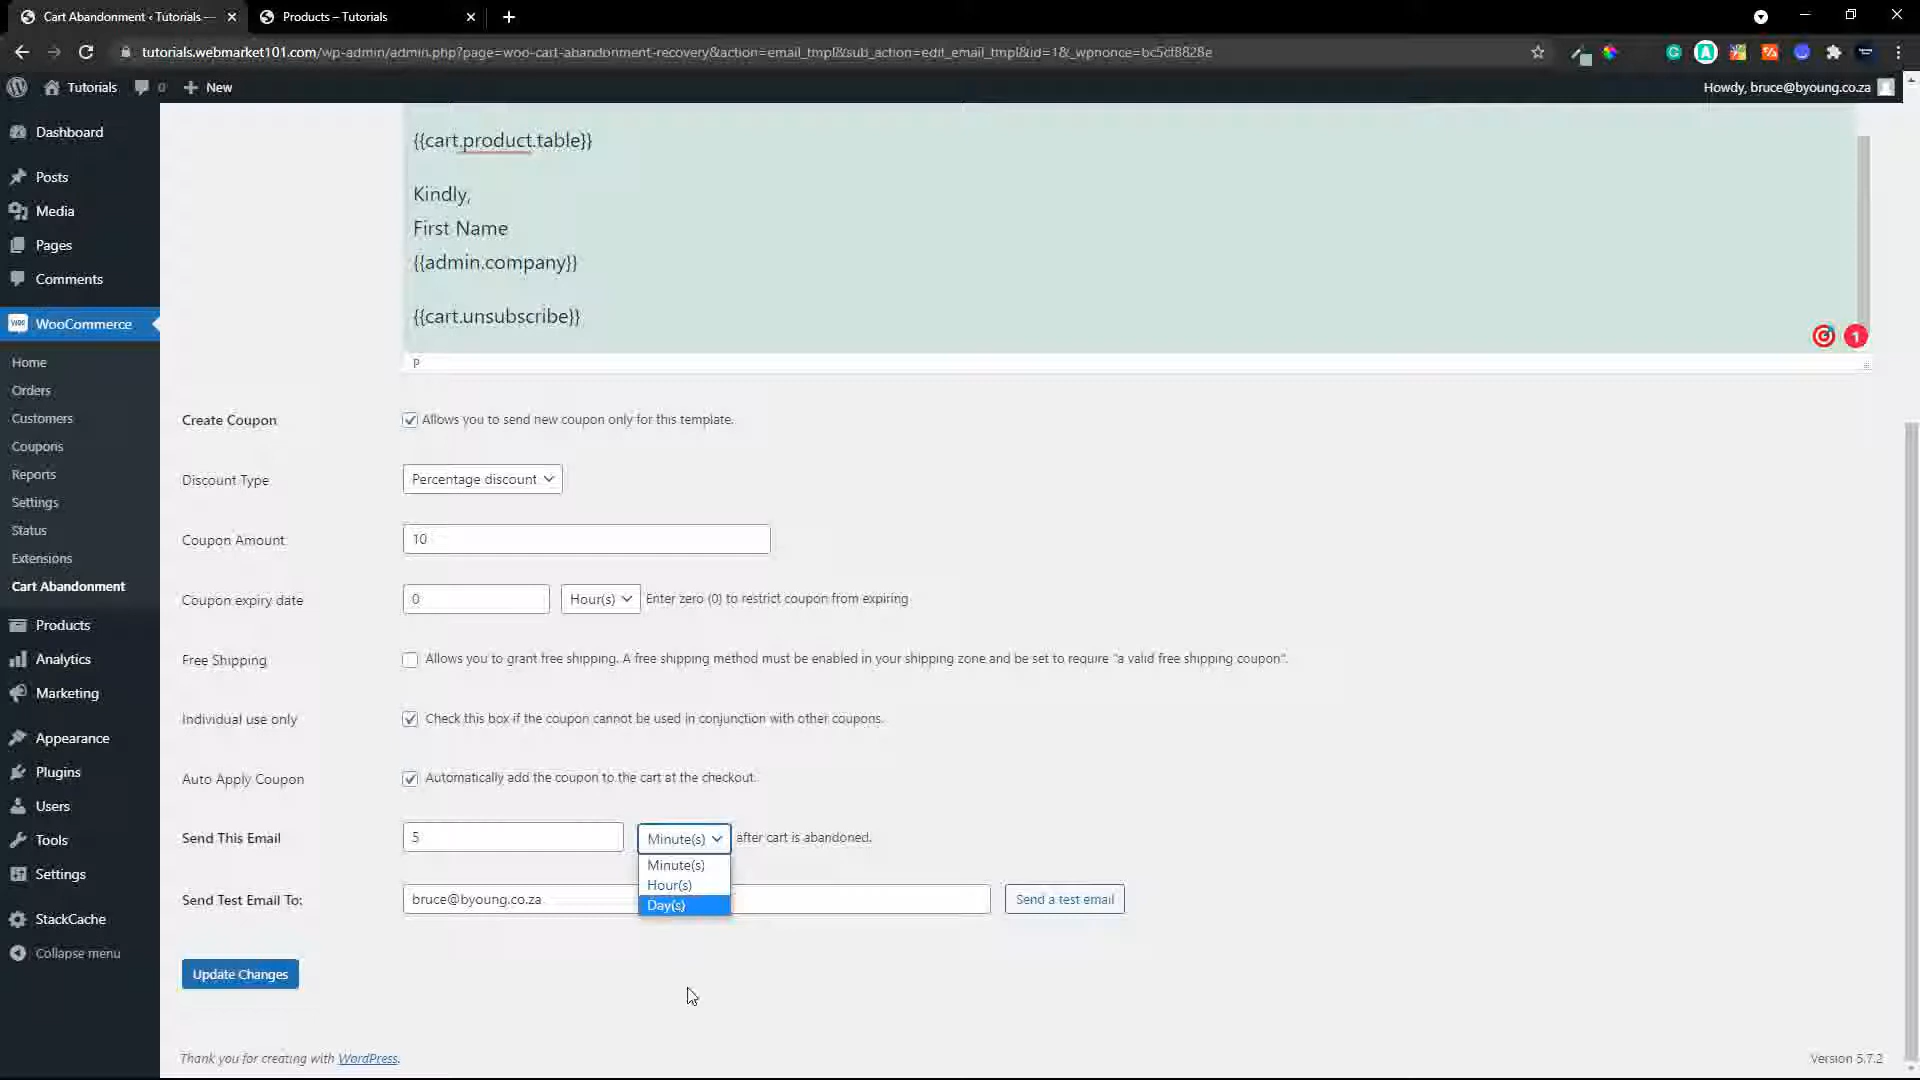 Cart Abandonment ‹ Tutorials —
Products – Tutorials
tutorials.webmarket101.com/wp-admin/admin.php?page=woo-cart-abandonment-recovery&action=email_tmpl&sub_action=edit_email_tmpl&id=1&_wpnonce=bc5cf8828e
Tutorials
0
New
Howdy, bruce@byoung.co.za
Dashboard
Posts
Media
Pages
Comments
WooCommerce
Home
Orders
Customers
Coupons
Reports
Settings
Status
Extensions
Cart Abandonment
Products
Analytics
Marketing
Appearance
Plugins
Users
Tools
Settings
StackCache
Collapse menu
{{cart.product.table}}
Kindly,
First Name
{{admin.company}}
{{cart.unsubscribe}}
1
P
Create Coupon
Allows you to send new coupon only for this template.
Discount Type
Percentage discount
Coupon Amount
10
Coupon expiry date
0
Hour(s)
Enter zero (0) to restrict coupon from expiring
Free Shipping
Allows you to grant free shipping. A free shipping method must be enabled in your shipping zone and be set to require "a valid free shipping coupon".
Individual use only
Check this box if the coupon cannot be used in conjunction with other coupons.
Auto Apply Coupon
Automatically add the coupon to the cart at the checkout.
Send This Email
5
Minute(s)
after cart is abandoned.
Minute(s)
Hour(s)
Day(s)
Send Test Email To:
bruce@byoung.co.za
Send a test email
Update Changes
Thank you for creating with WordPress.
Version 5.7.2